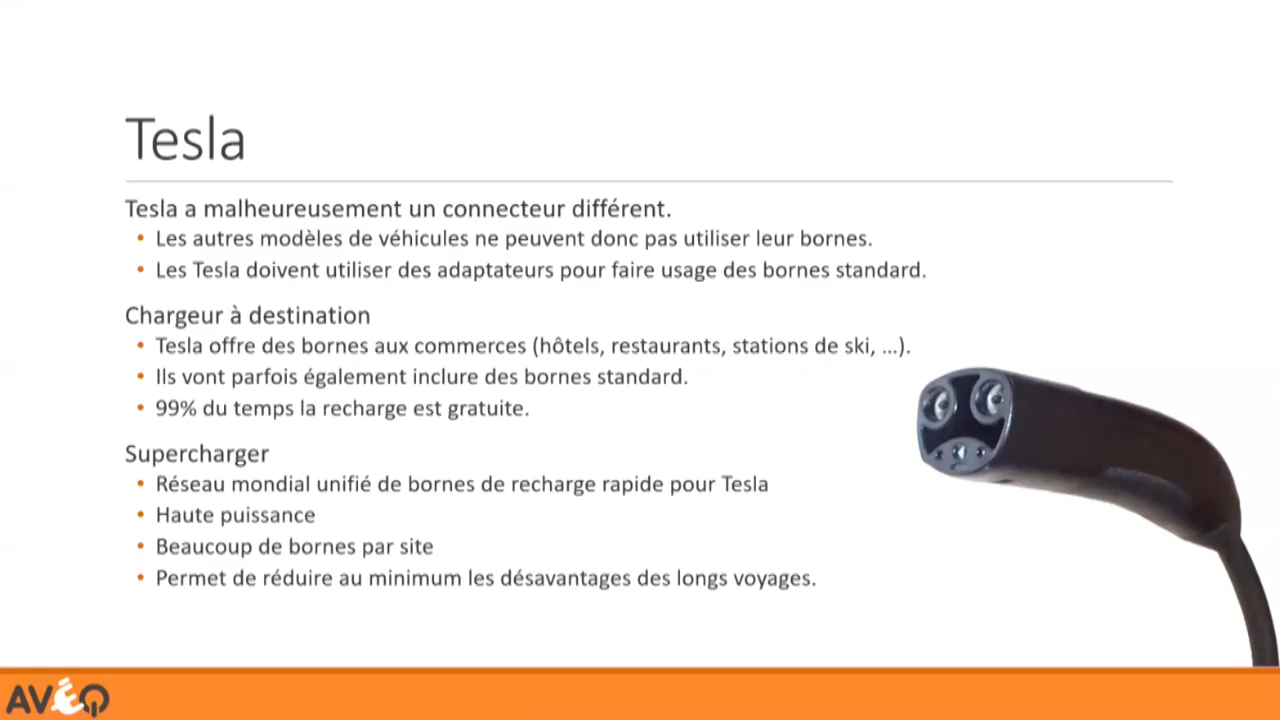 Tesla
Tesla a malheureusement un connecteur différent.
• Les autres modèles de véhicules ne peuvent donc pas utiliser leur bornes.
• Les Tesla doivent utiliser des adaptateurs pour faire usage des bornes standard.
Chargeur à destination
• Tesla offre des bornes aux commerces (hôtels, restaurants, stations de ski, ...).
• Ils vont parfois également inclure des bornes standard.
• 99% du temps la recharge est gratuite.
Supercharger
• Réseau mondial unifié de bornes de recharge rapide pour Tesla
• Haute puissance
• Beaucoup de bornes par site
• Permet de réduire au minimum les désavantages des longs voyages.
AVÉQ